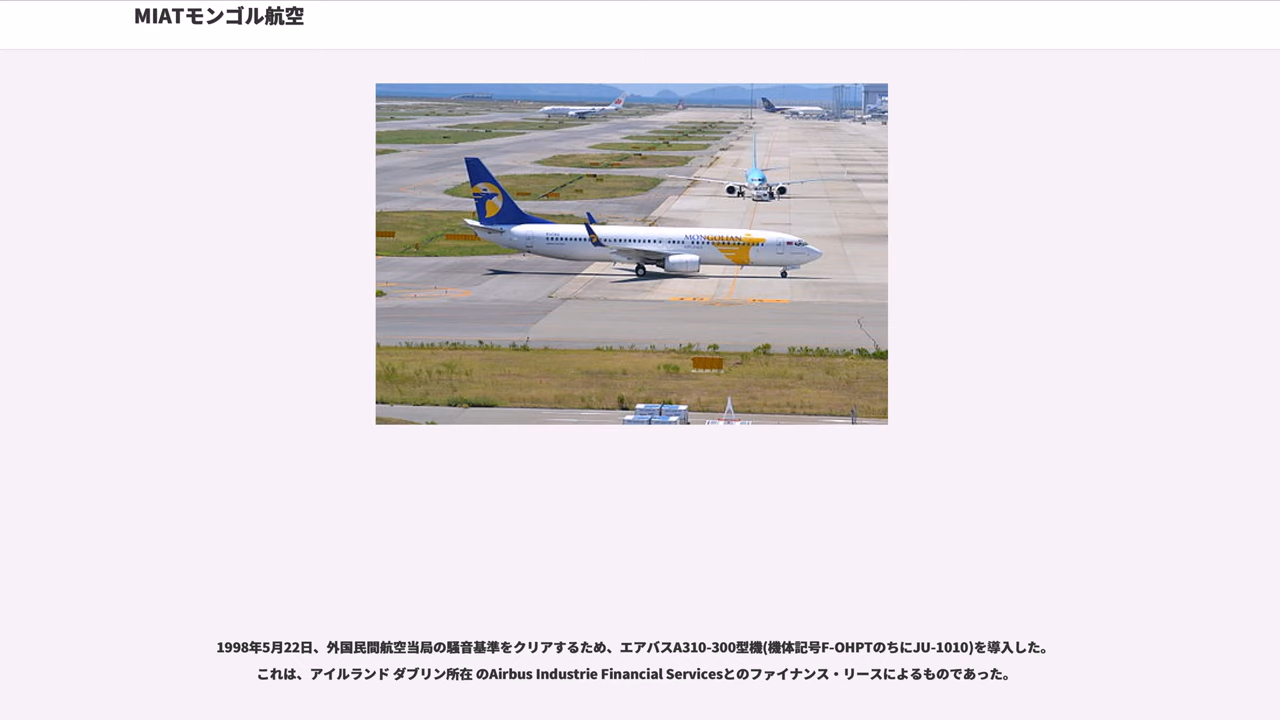 MIATモンゴル航空
MONGOLIAN
1998年5月22日、外国民間航空当局の騒音基準をクリアするため、エアバスA310-300型機(機体記号F-OHPTのちにJU-1010)を導入した。
これは、アイルランド ダブリン所在 のAirbus Industrie Financial Servicesとのファイナンス・リースによるものであった。